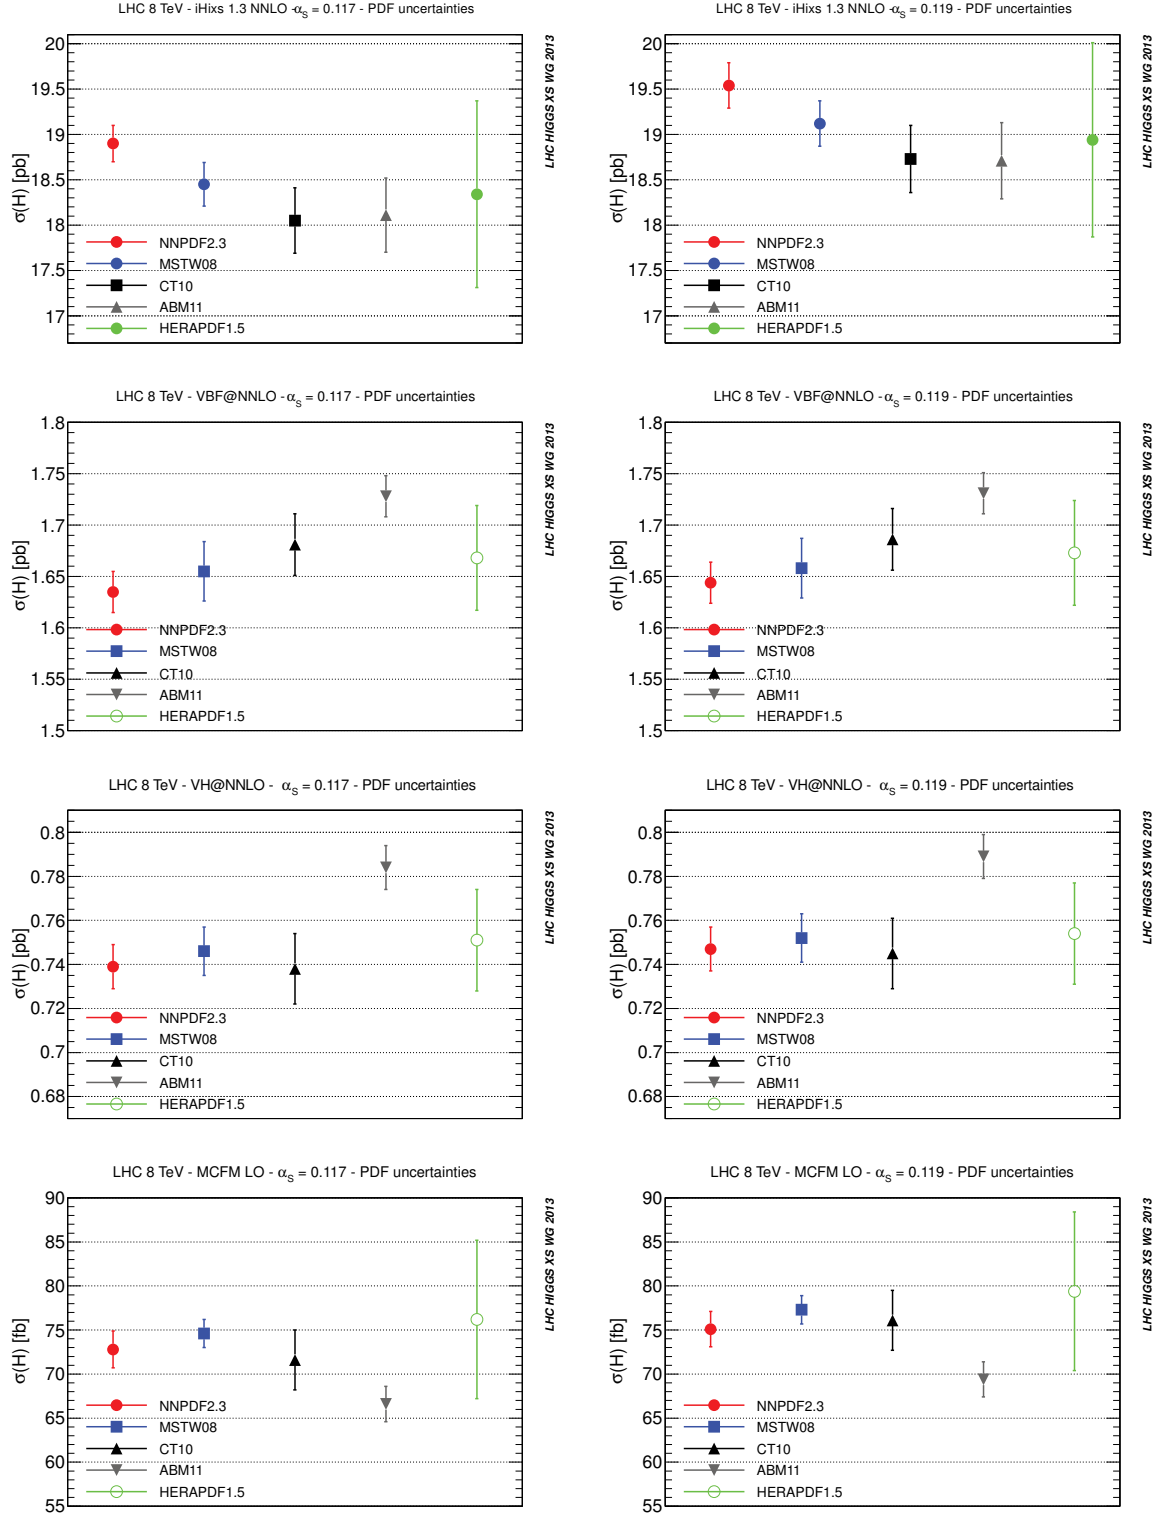 LHC 8 TeV - iHixs 1.3 NNLO -αS = 0.117 - PDF uncertainties
σ(H) [pb]
20
19.5
19
18.5
18
17.5
17
NNPDF2.3
MSTW08
CT10
ABM11
HERAPDF1.5
LHC HIGGS XS WG 2013
LHC 8 TeV - iHixs 1.3 NNLO -αS = 0.119 - PDF uncertainties
σ(H) [pb]
20
19.5
19
18.5
18
17.5
17
NNPDF2.3
MSTW08
CT10
ABM11
HERAPDF1.5
LHC HIGGS XS WG 2013
LHC 8 TeV - VBF@NNLO -αS = 0.117 - PDF uncertainties
σ(H) [pb]
1.8
1.75
1.7
1.65
1.6
1.55
1.5
NNPDF2.3
MSTW08
CT10
ABM11
HERAPDF1.5
LHC HIGGS XS WG 2013
LHC 8 TeV - VBF@NNLO -αS = 0.119 - PDF uncertainties
σ(H) [pb]
1.8
1.75
1.7
1.65
1.6
1.55
1.5
NNPDF2.3
MSTW08
CT10
ABM11
HERAPDF1.5
LHC HIGGS XS WG 2013
LHC 8 TeV - VH@NNLO - αS = 0.117 - PDF uncertainties
σ(H) [pb]
0.8
0.78
0.76
0.74
0.72
0.7
0.68
NNPDF2.3
MSTW08
CT10
ABM11
HERAPDF1.5
LHC HIGGS XS WG 2013
LHC 8 TeV - VH@NNLO - αS = 0.119 - PDF uncertainties
σ(H) [pb]
0.8
0.78
0.76
0.74
0.72
0.7
0.68
NNPDF2.3
MSTW08
CT10
ABM11
HERAPDF1.5
LHC HIGGS XS WG 2013
LHC 8 TeV - MCFM LO - αS = 0.117 - PDF uncertainties
σ(H) [fb]
90
85
80
75
70
65
60
55
NNPDF2.3
MSTW08
CT10
ABM11
HERAPDF1.5
LHC HIGGS XS WG 2013
LHC 8 TeV - MCFM LO - αS = 0.119 - PDF uncertainties
σ(H) [fb]
90
85
80
75
70
65
60
55
NNPDF2.3
MSTW08
CT10
ABM11
HERAPDF1.5
LHC HIGGS XS WG 2013